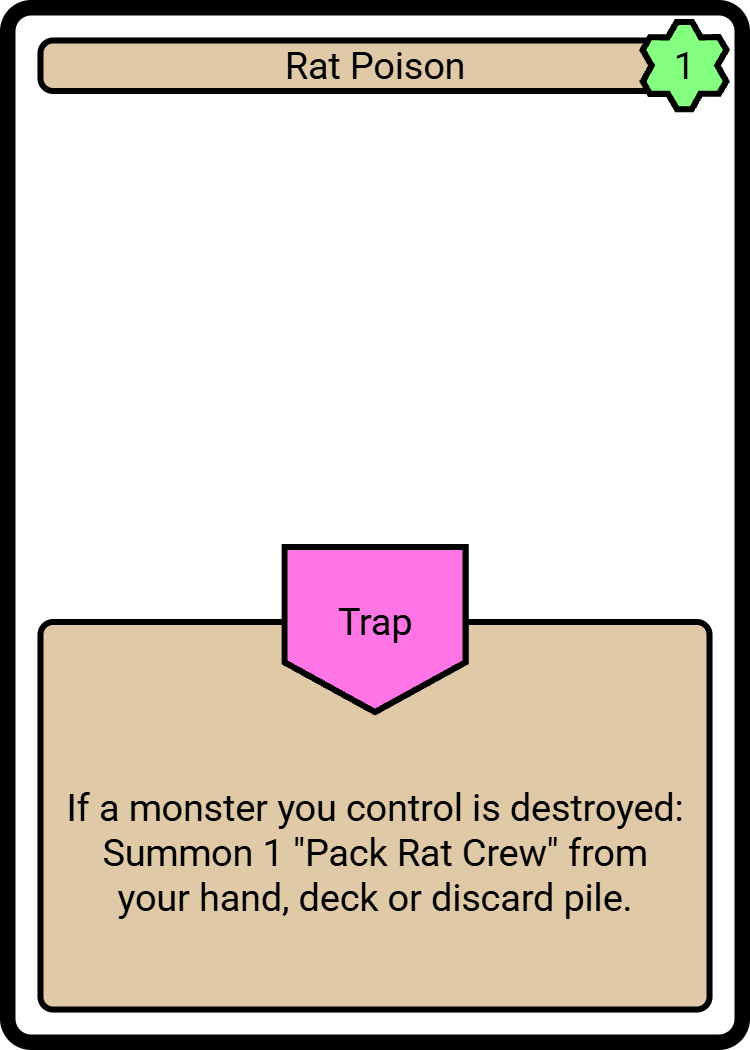 Rat Poison
1
Trap
If a monster you control is destroyed:
Summon 1 "Pack Rat Crew" from
your hand, deck or discard pile.